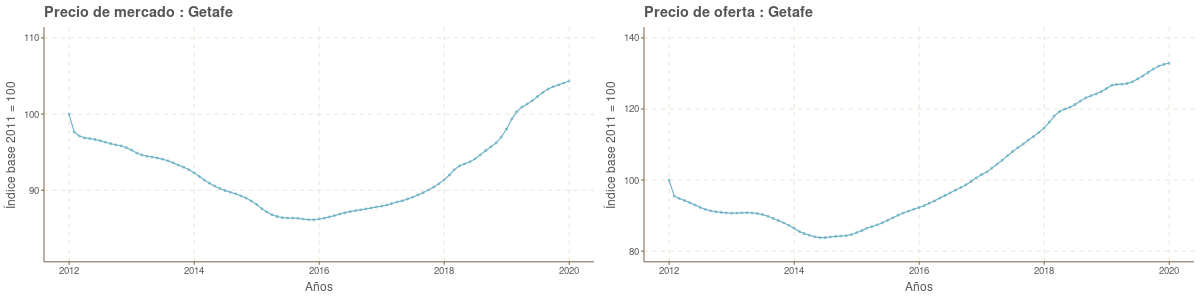 Precio de mercado : Getafe
Índice base 2011 = 100
110
100
90
2012
2014
2016
2018
2020
Años
Precio de oferta : Getafe
Índice base 2011 = 100
140
120
100
80
2012
2014
2016
2018
2020
Años